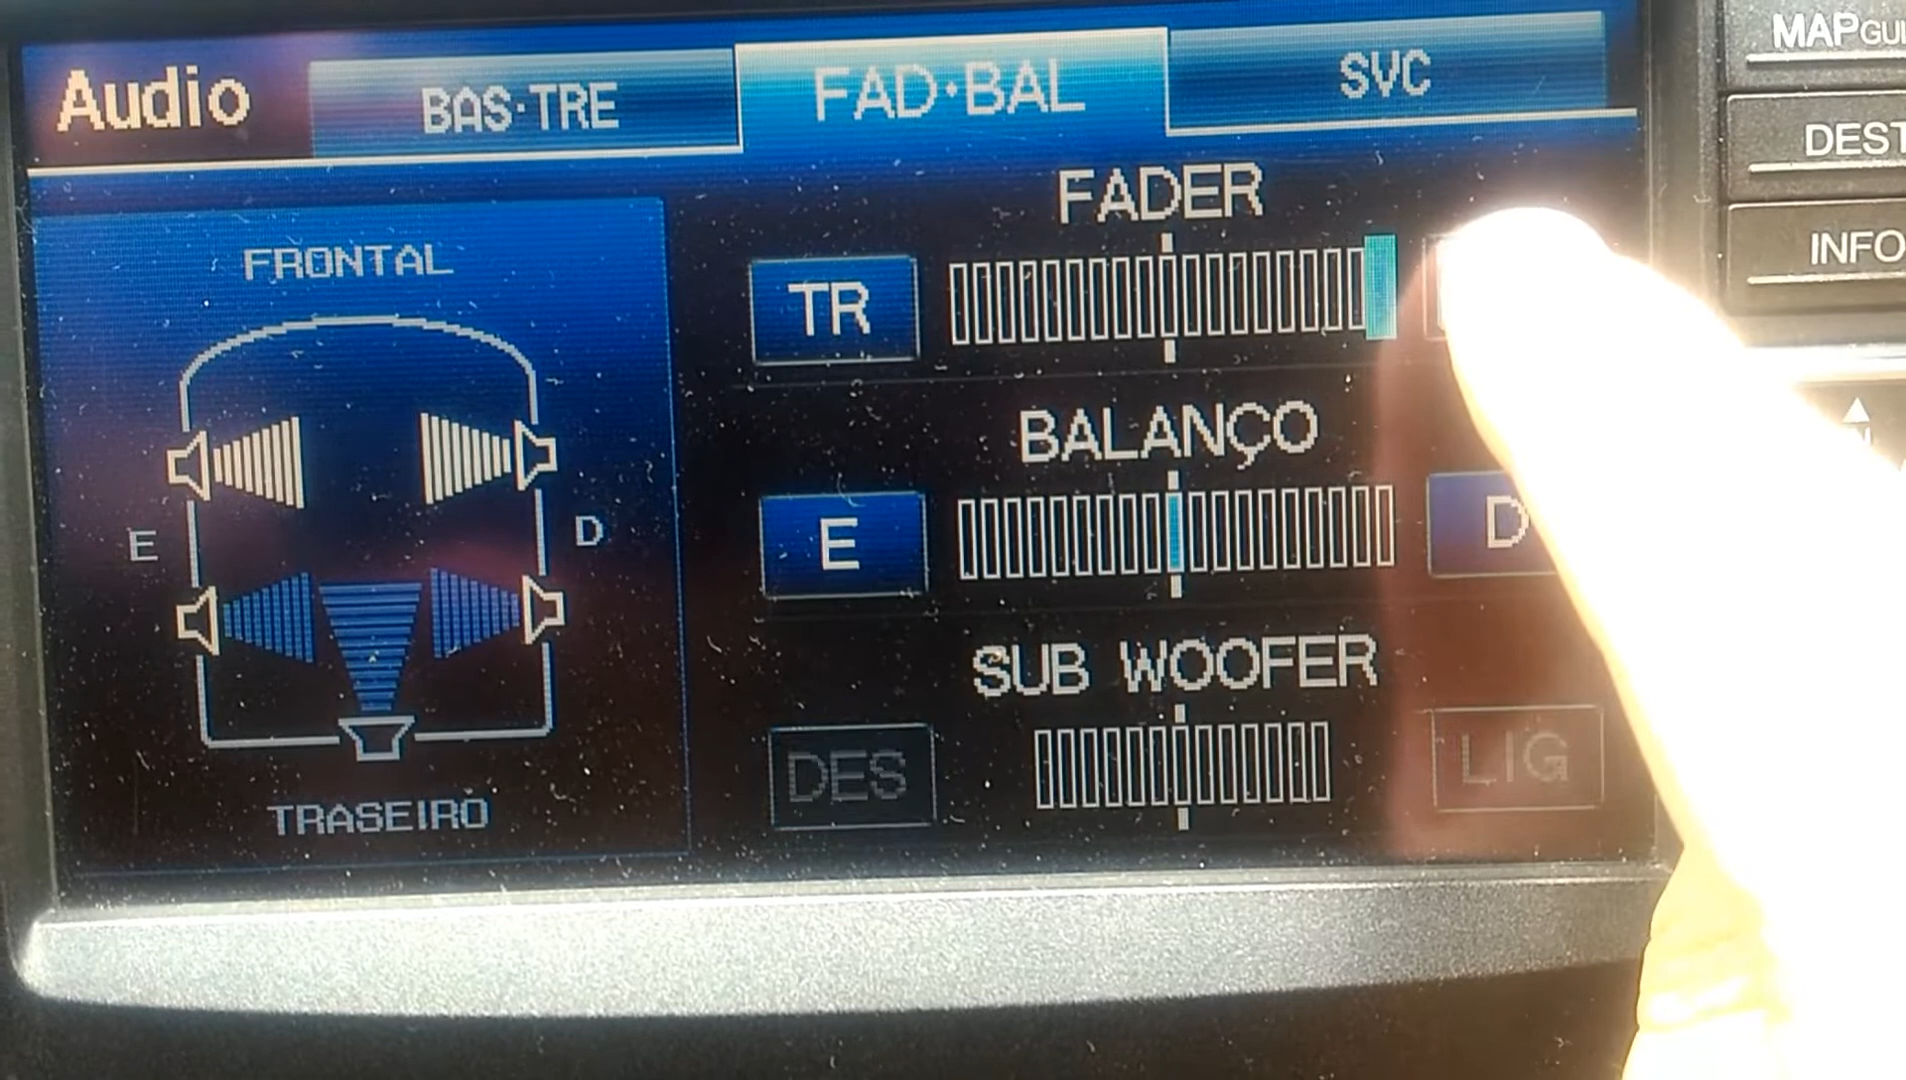 Audio
BAS·TRE
FAD·BAL
SVC
FRONTAL
E
D
TRASEIRO
FADER
TR
BALANÇO
E
D
SUB WOOFER
DES
LIG
MAP
DEST
INFO